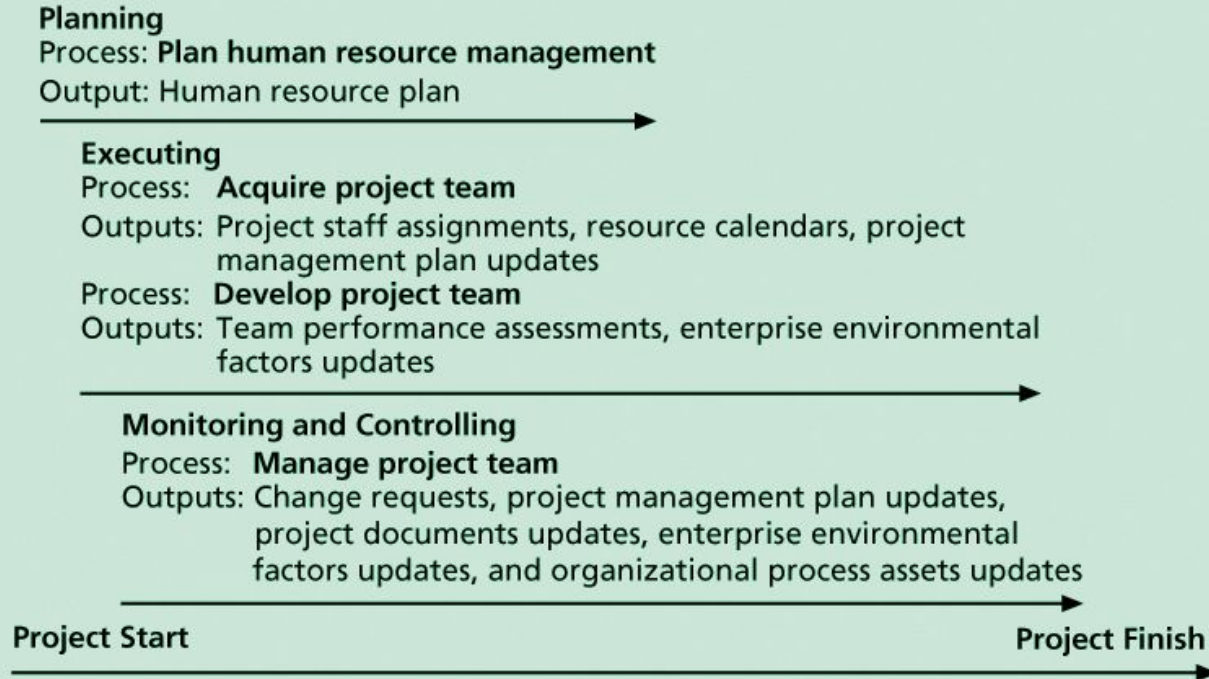 Planning
Process: Plan human resource management
Output: Human resource plan
Executing
Process: Acquire project team
Outputs: Project staff assignments, resource calendars, project
management plan updates
Process: Develop project team
Outputs: Team performance assessments, enterprise environmental
factors updates
Monitoring and Controlling
Process: Manage project team
Outputs: Change requests, project management plan updates,
project documents updates, enterprise environmental
factors updates, and organizational process assets updates
Project Start Project Finish